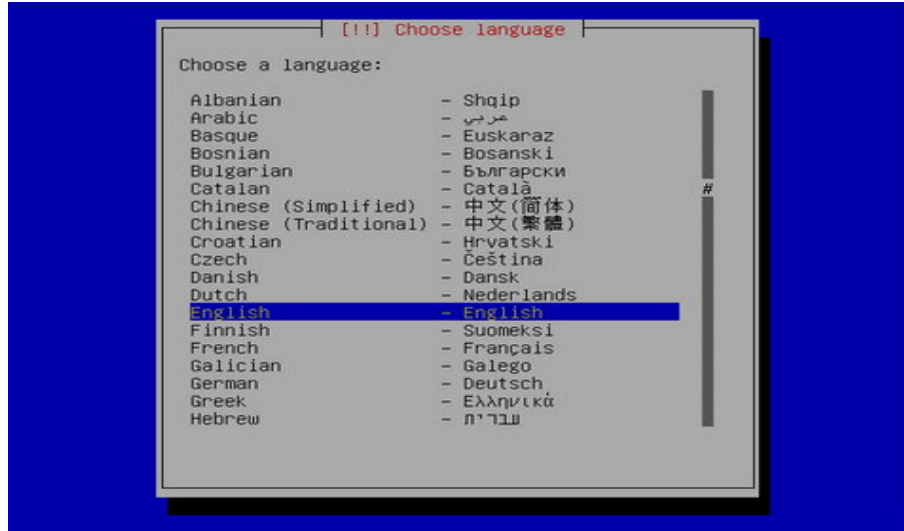 [!!] Choose language
Choose a language:
Albanian - Shqip
Arabic - عربي
Basque - Euskaraz
Bosnian - Bosanski
Bulgarian - Български
Catalan - Català
Chinese (Simplified) - 中文(简体)
Chinese (Traditional) - 中文(繁體)
Croatian - Hrvatski
Czech - Čeština
Danish - Dansk
Dutch - Nederlands
English - English
Finnish - Suomeksi
French - Français
Galician - Galego
German - Deutsch
Greek - Ελληνικά
Hebrew - עברית
#